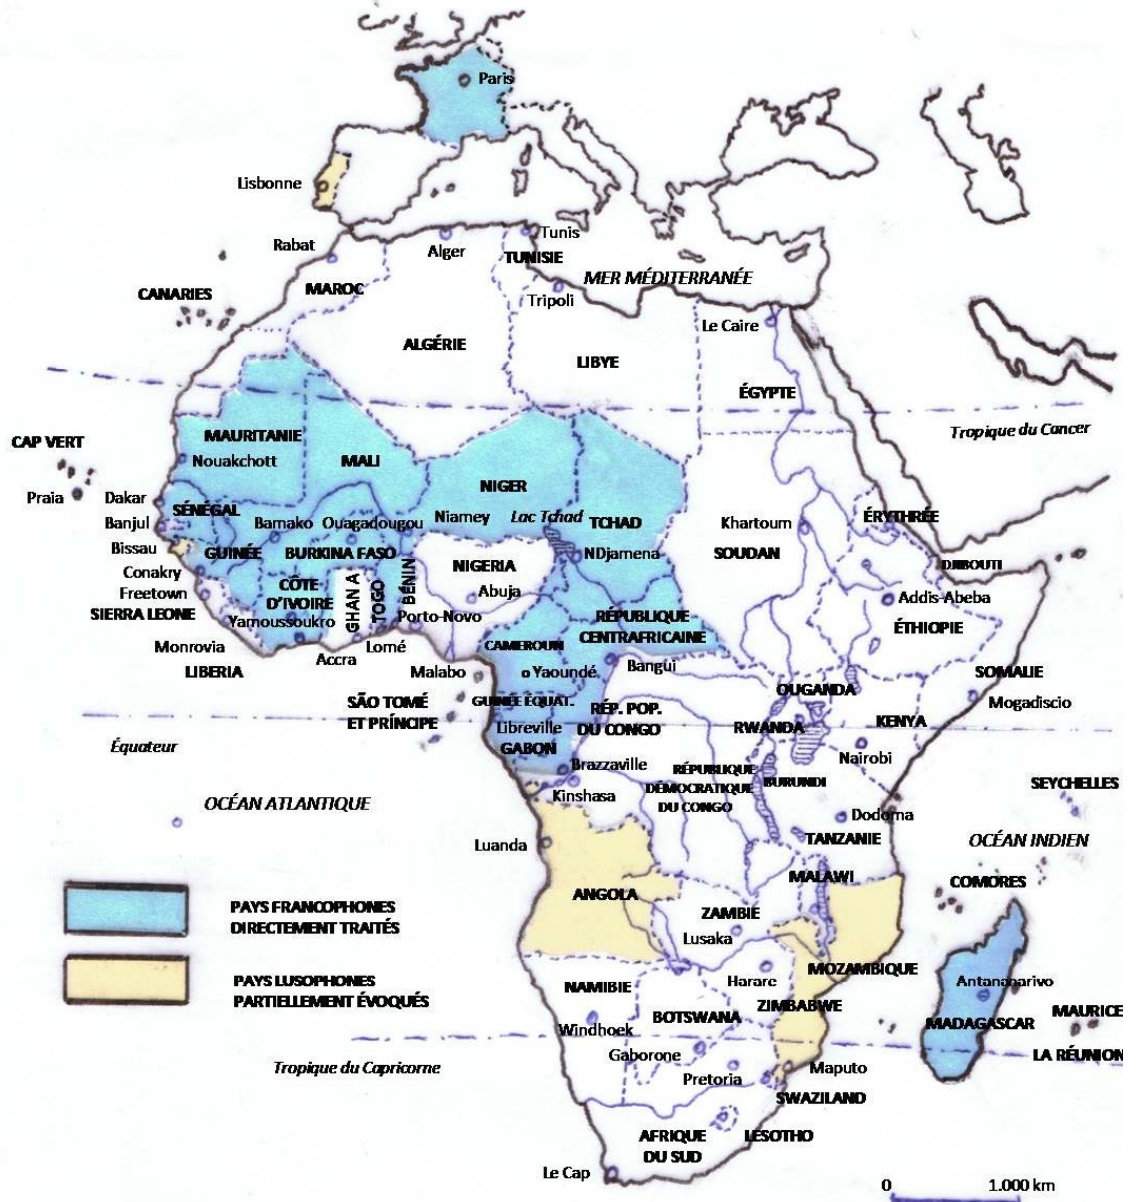 Paris
Lisbonne
Rabat
Alger
Tunis
TUNISIE
MER MÉDITERRANÉE
CANARIES
MAROC
Tripoli
Le Caire
ALGÉRIE
LIBYE
ÉGYPTE
CAP VERT
MAURITANIE
Tropique du Cancer
Nouakchott
MALI
Praia
Dakar
SÉNÉGAL
NIGER
Banjul
Bamako
Ouagadougou
Niamey
Lac Tchad
TCHAD
Khartoum
ÉRYTHRÉE
Bissau
GUINÉE
BURKINA FASO
NIGERIA
NDjamena
SOUDAN
DJIBOUTI
Conakry
CÔTE
D'IVOIRE
GHAN A
TOGO
BÉNIN
Abuja
Addis-Abeba
Freetown
SIERRA LEONE
Yamoussoukro
Porto-Novo
RÉPUBLIQUE
CENTRAFRICAINE
ÉTHIOPIE
Monrovia
LIBERIA
Accra
Lomé
CAMEROUN
Malabo
Yaoundé
Bangui
SOMALIE
SÃO TOMÉ
ET PRÍNCIPE
GUINÉE ÉQUAT.
OUGANDA
Mogadiscio
RÉP. POP.
DU CONGO
Équateur
Libreville
GABON
RWANDA
KENYA
Nairobi
Brazzaville
RÉPUBLIQUE
DÉMOCRATIQUE
DU CONGO
BURUNDI
SEYCHELLES
Kinshasa
OCÉAN ATLANTIQUE
Dodoma
Luanda
TANZANIE
OCÉAN INDIEN
MALAWI
COMORES
ANGOLA
PAYS FRANCOPHONES
DIRECTEMENT TRAITÉS
ZAMBIE
Lusaka
PAYS LUSOPHONES
PARTIELLEMENT ÉVOQUÉS
NAMIBIE
Harare
MOZAMBIQUE
Antananarivo
BOTSWANA
ZIMBABWE
MADAGASCAR
MAURICE
Windhoek
Gaborone
LA RÉUNION
Tropique du Capricorne
Pretoria
Maputo
SWAZILAND
AFRIQUE
DU SUD
LESOTHO
Le Cap
0 1.000 km